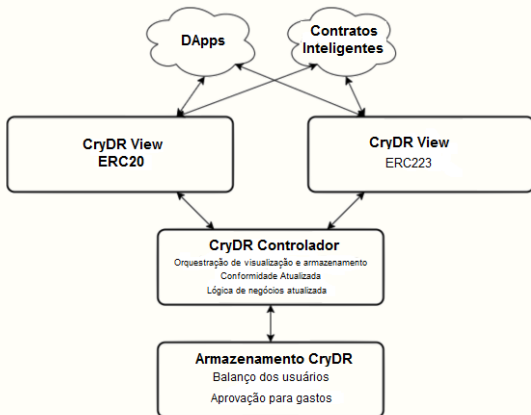 DApps
Contratos
Inteligentes
CryDR View
ERC20
CryDR View
ERC223
CryDR Controlador
Orquestração de visualização e armazenamento
Conformidade Atualizada
Lógica de negócios atualizada
Armazenamento CryDR
Balanço dos usuários
Aprovação para gastos